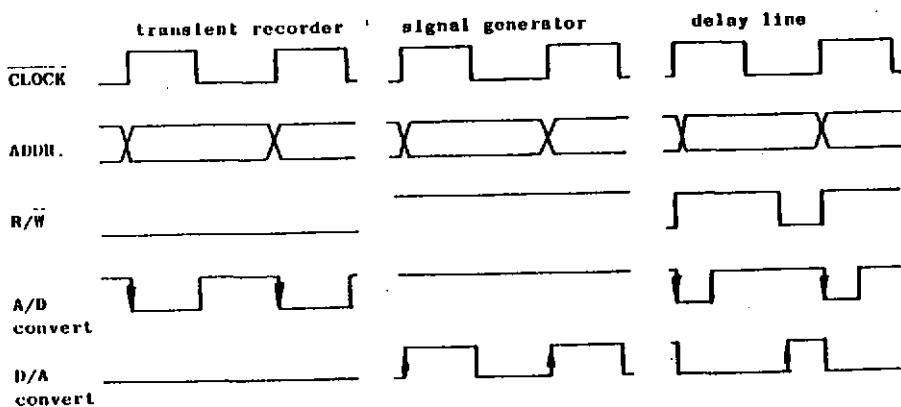 transient recorder
signal generator
delay line
CLOCK
ADDR.
R/W̅
A/D
convert
D/A
convert